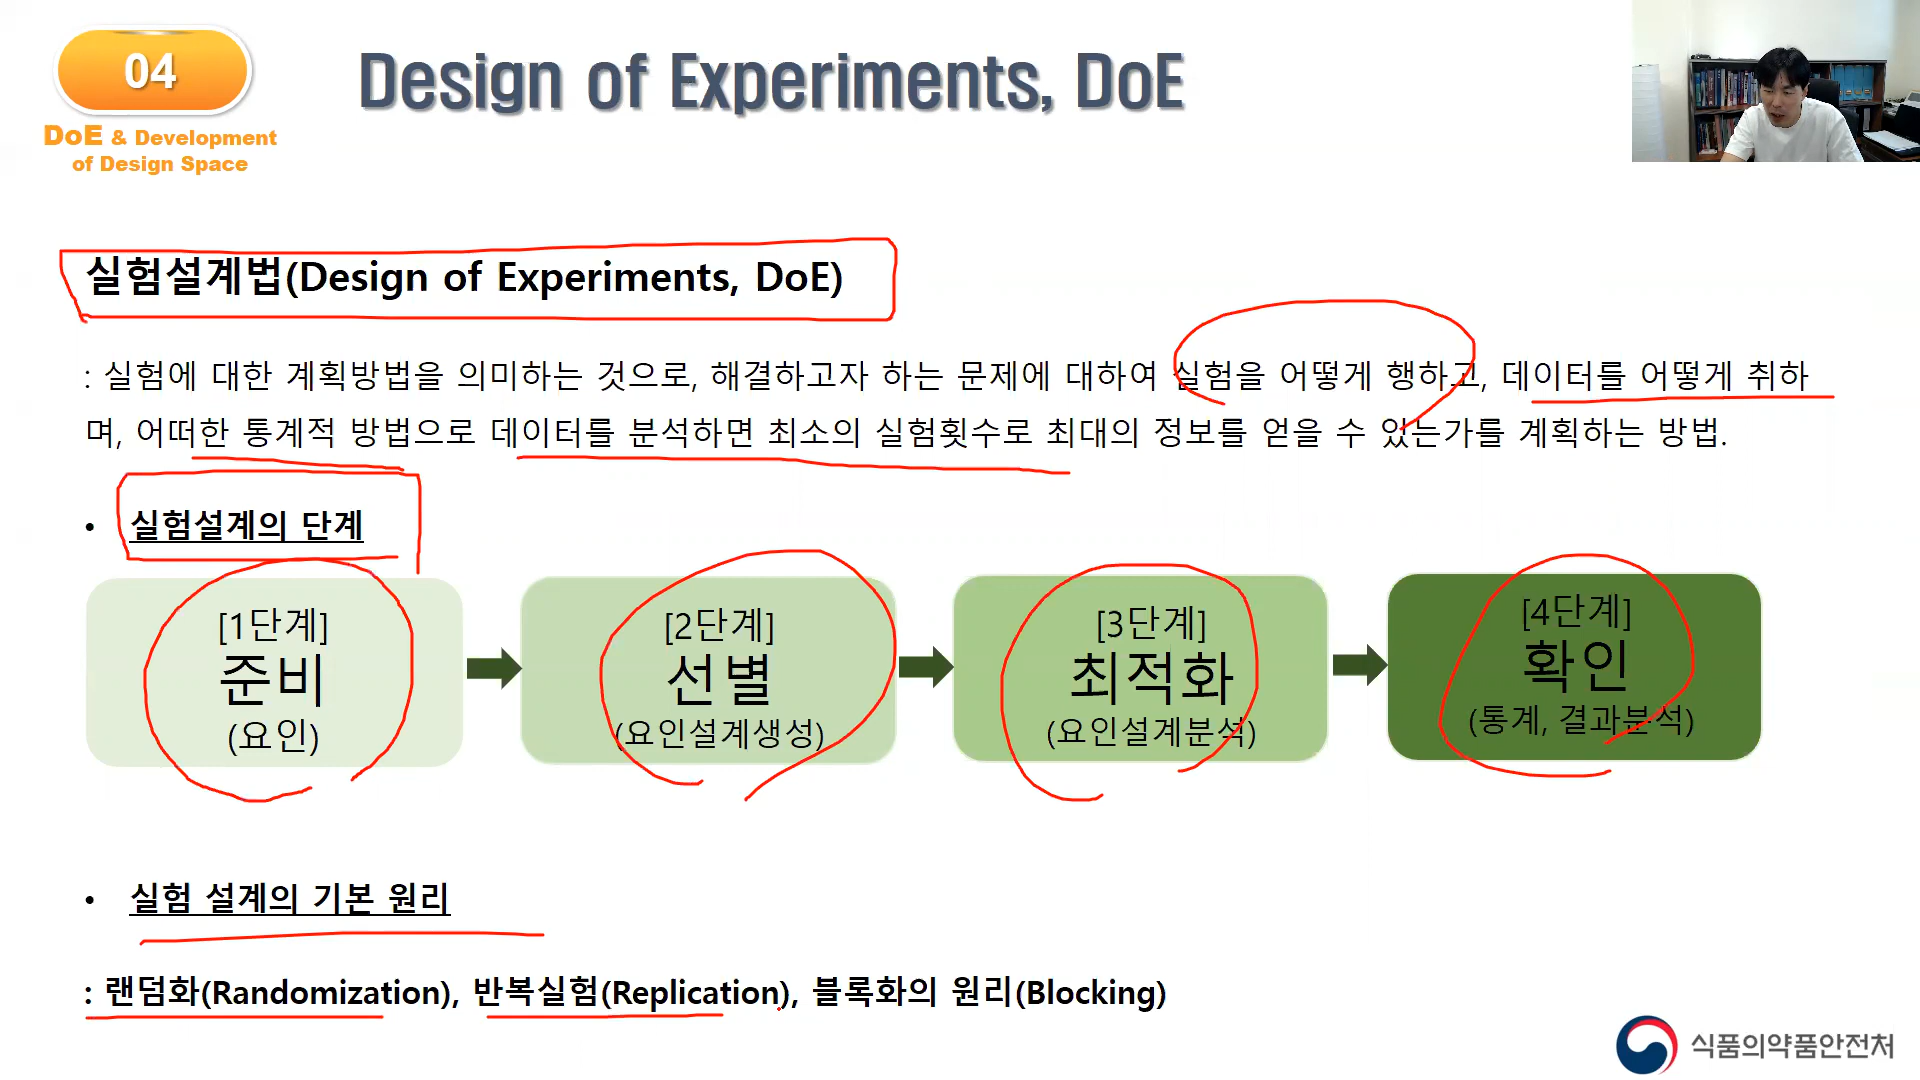 04
DoE & Development
of Design Space
Design of Experiments, DoE
실험설계법(Design of Experiments, DoE)
: 실험에 대한 계획방법을 의미하는 것으로, 해결하고자 하는 문제에 대하여 실험을 어떻게 행하고, 데이터를 어떻게 취하
며, 어떠한 통계적 방법으로 데이터를 분석하면 최소의 실험횟수로 최대의 정보를 얻을 수 있는가를 계획하는 방법.
• 실험설계의 단계
[1단계]
준비
(요인)
[2단계]
선별
(요인설계생성)
[3단계]
최적화
(요인설계분석)
[4단계]
확인
(통계, 결과분석)
• 실험 설계의 기본 원리
: 랜덤화(Randomization), 반복실험(Replication), 블록화의 원리(Blocking)
식품의약품안전처